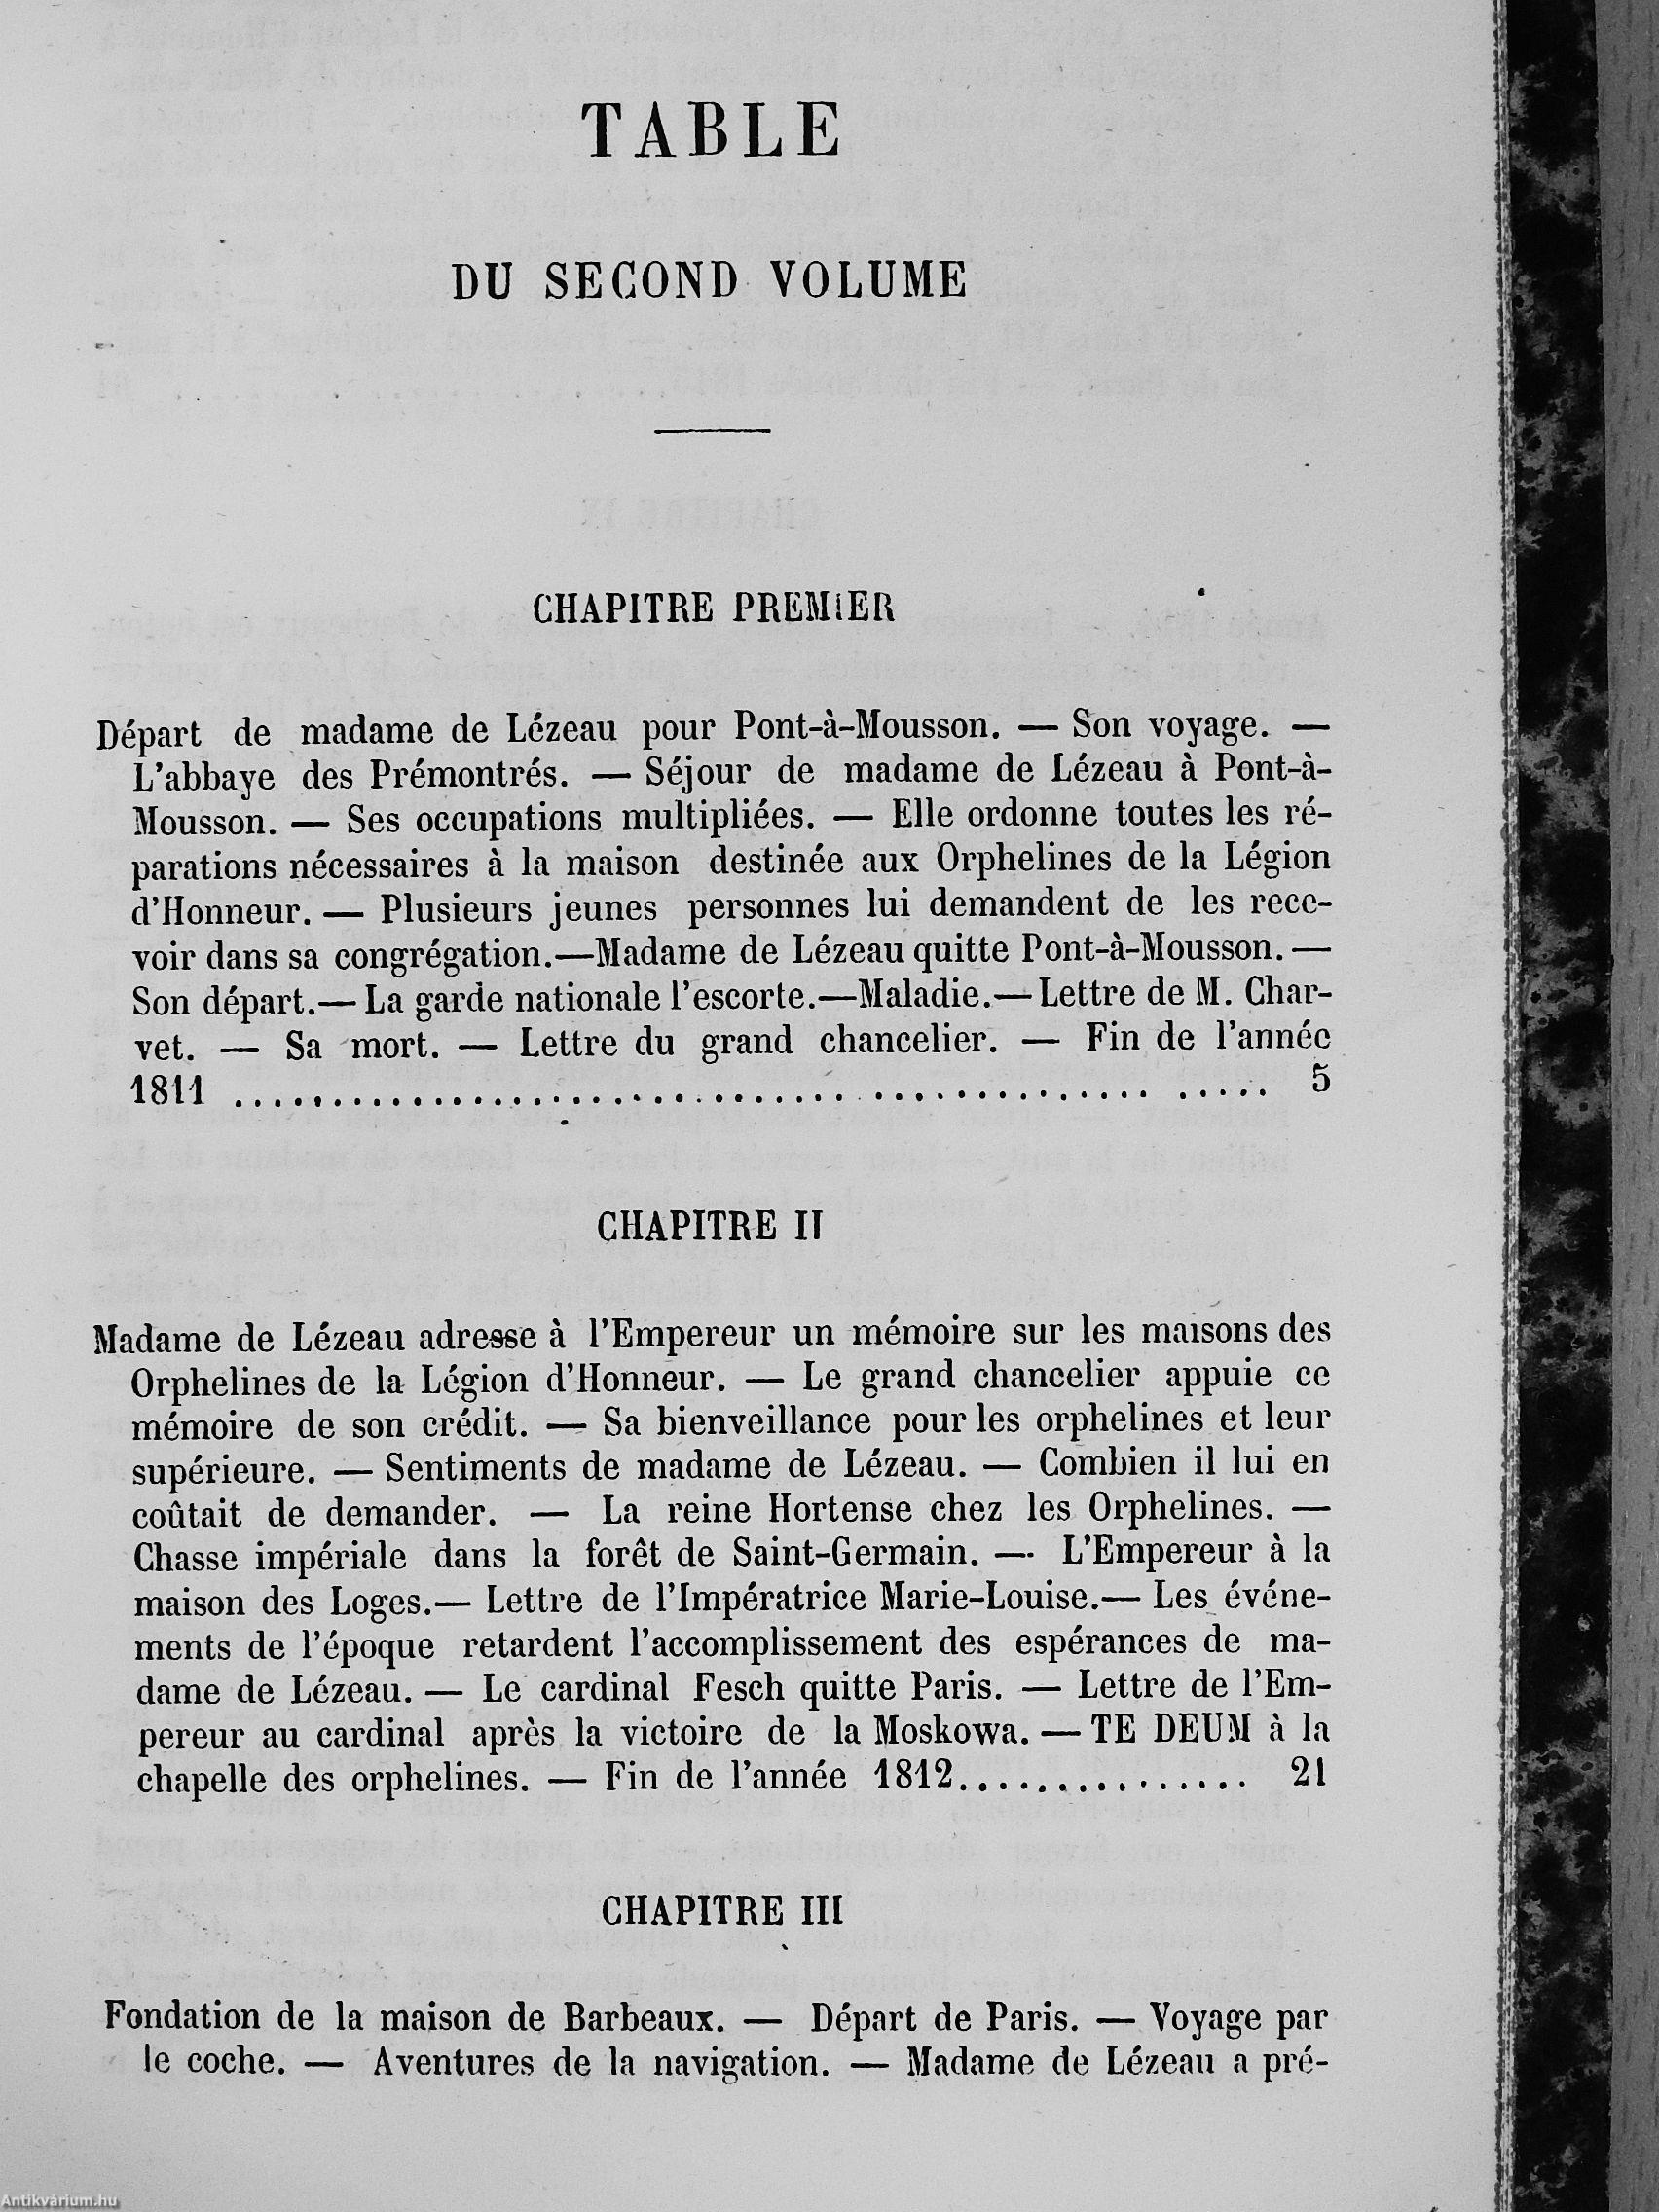 TABLE
DU SECOND VOLUME
CHAPITRE PREMIER
Départ de madame de Lézeau pour Pont-à-Mousson. — Son voyage. —
L'abbaye des Prémontrés. — Séjour de madame de Lézeau à Pont-à-
Mousson. — Ses occupations multipliées. — Elle ordonne toutes les ré-
parations nécessaires à la maison destinée aux Orphelines de la Légion
d'Honneur. — Plusieurs jeunes personnes lui demandent de les rece-
voir dans sa congrégation.—Madame de Lézeau quitte Pont-à-Mousson.—
Son départ.— La garde nationale l'escorte.—Maladie.— Lettre de M. Char-
vet. — Sa mort. — Lettre du grand chancelier. — Fin de l'année
1811 .................................................. 5
CHAPITRE II
Madame de Lézeau adresse à l'Empereur un mémoire sur les maisons des
Orphelines de la Légion d'Honneur. — Le grand chancelier appuie ce
mémoire de son crédit. — Sa bienveillance pour les orphelines et leur
supérieure. — Sentiments de madame de Lézeau. — Combien il lui en
coûtait de demander. — La reine Hortense chez les Orphelines. —
Chasse impériale dans la forêt de Saint-Germain. — L'Empereur à la
maison des Loges.— Lettre de l'Impératrice Marie-Louise.— Les événe-
ments de l'époque retardent l'accomplissement des espérances de ma-
dame de Lézeau. — Le cardinal Fesch quitte Paris. — Lettre de l'Em-
pereur au cardinal après la victoire de la Moskowa. — TE DEUM à la
chapelle des orphelines. — Fin de l'année 1812............... 21
CHAPITRE III
Fondation de la maison de Barbeaux. — Départ de Paris. — Voyage par
le coche. — Aventures de la navigation. — Madame de Lézeau a pré-
Antikvárium.hu